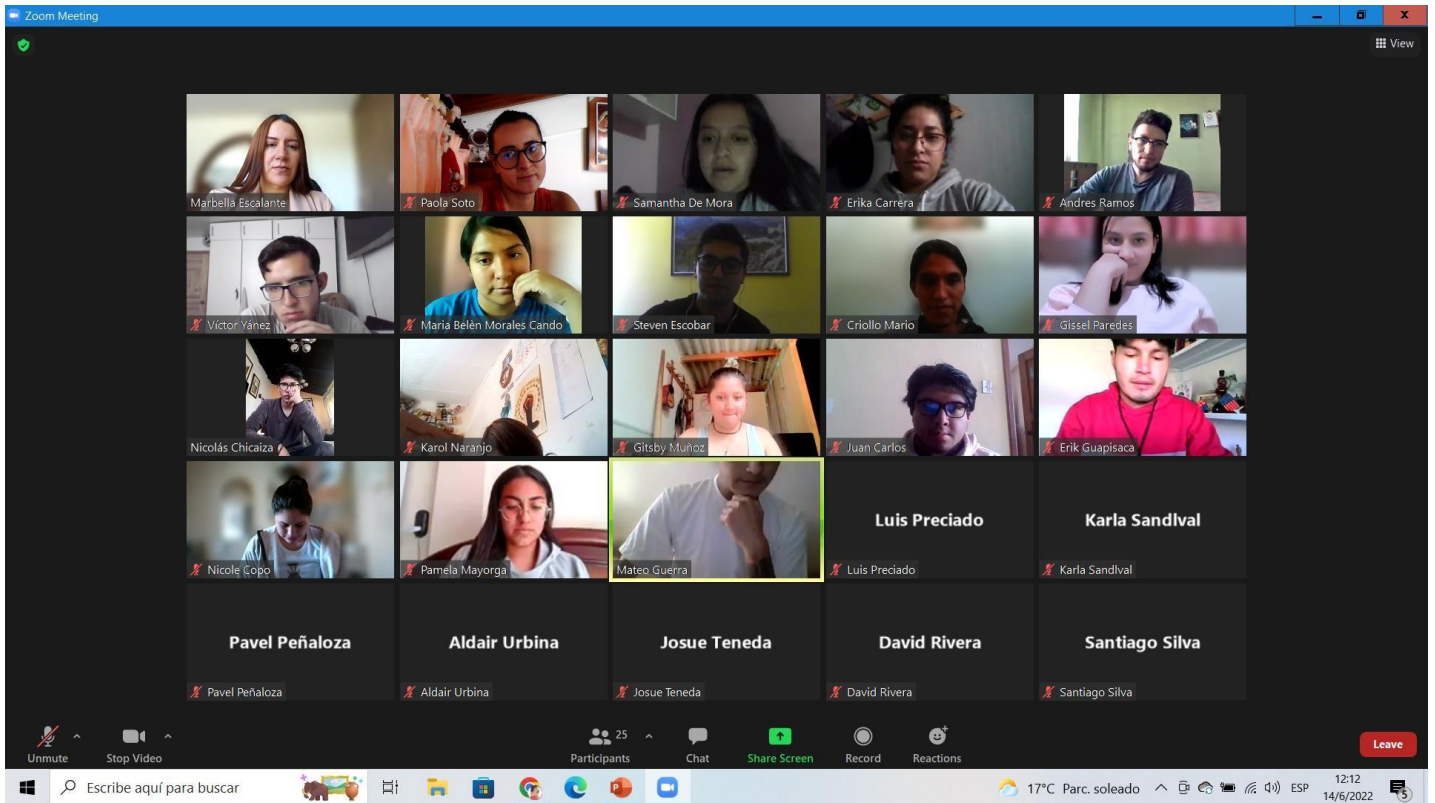 Zoom Meeting
View
Marbella Escalante
Paola Soto
Samantha De Mora
Erika Carrera
Andres Ramos
Víctor Yánez
Maria Belèn Morales Cando
Steven Escobar
Criollo Mario
Gissel Paredes
Nicolás Chicaiza
Karol Naranjo
Gitsby Muñoz
Juan Carlos
Erik Guapisaca
Nicole Copo
Pamela Mayorga
Mateo Guerra
Luis Preciado
Luis Preciado
Karla Sandlval
Karla Sandlval
Pavel Peñaloza
Pavel Peñaloza
Aldair Urbina
Aldair Urbina
Josue Teneda
Josue Teneda
David Rivera
David Rivera
Santiago Silva
Santiago Silva
Unmute
Stop Video
25
Participants
Chat
Share Screen
Record
Reactions
Leave
Escribe aquí para buscar
17°C Parc. soleado
ESP
12:12
14/6/2022
5